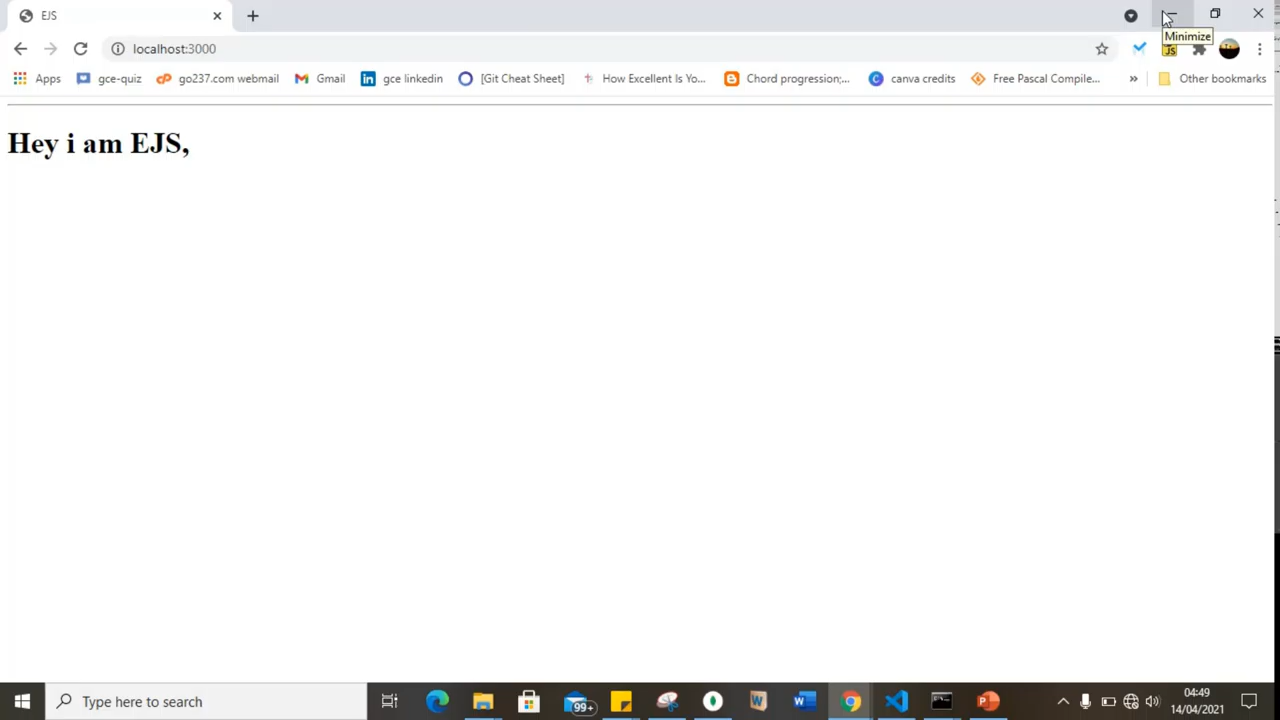 EJS
Minimize
localhost:3000
JS
Apps
gce-quiz
go237.com webmail
Gmail
gce linkedin
[Git Cheat Sheet]
How Excellent Is Yo...
Chord progression;...
canva credits
Free Pascal Compile...
»
Other bookmarks
Hey i am EJS,
Type here to search
99+
04:49
14/04/2021